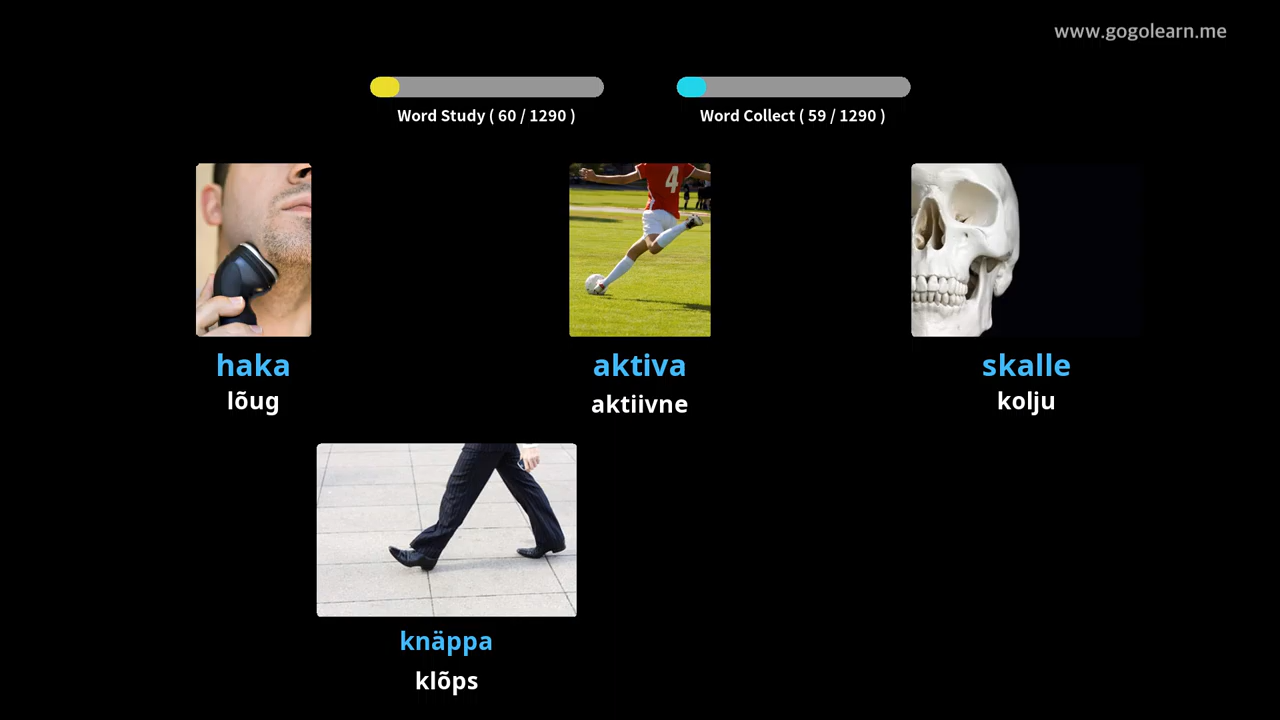 www.gogolearn.me
Word Study ( 60 / 1290 )
Word Collect ( 59 / 1290 )
4
haka
lõug
aktiva
aktiivne
skalle
kolju
knäppa
klõps